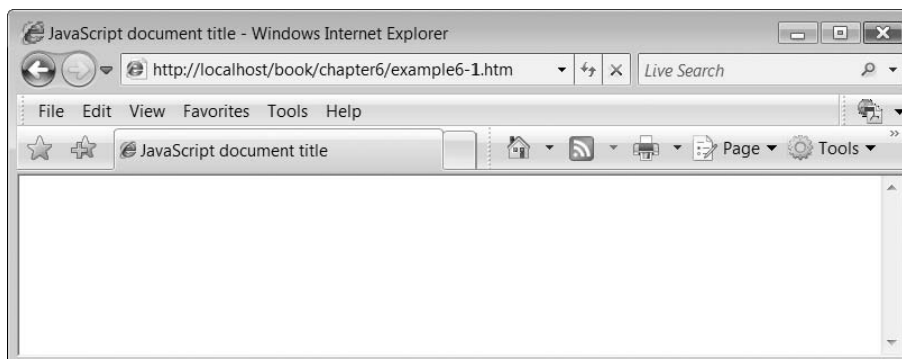 JavaScript document title - Windows Internet Explorer
http://localhost/book/chapter6/example6-1.htm
Live Search
File Edit View Favorites Tools Help
JavaScript document title
Page Tools